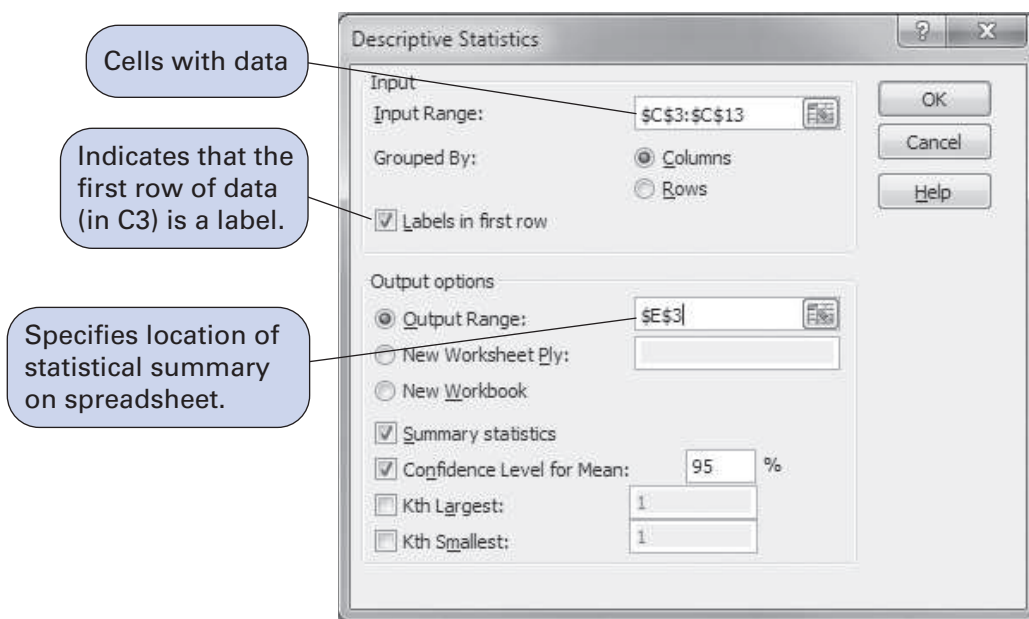 Descriptive Statistics
Cells with data
Input
Input Range:
$C$3:$C$13
OK
Cancel
Help
Grouped By:
Columns
Rows
Indicates that the
first row of data
(in C3) is a label.
Labels in first row
Output options
Output Range:
$E$3
Specifies location of
statistical summary
on spreadsheet.
New Worksheet Ply:
New Workbook
Summary statistics
Confidence Level for Mean:
95 %
Kth Largest:
1
Kth Smallest:
1